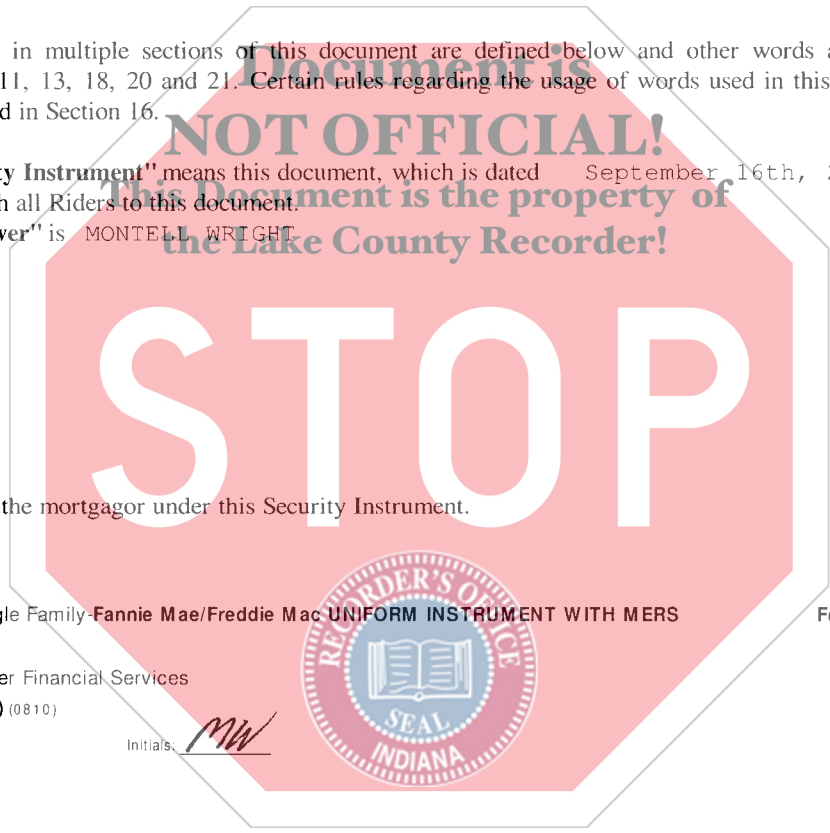 in multiple sections of this document are defined below and other words
11, 13, 18, 20 and 21. Certain rules regarding the usage of words used in this
in Section 16.
Document is
NOT OFFICIAL!
This Document is the property of
the Lake County Recorder!
Instrument" means this document, which is dated September 16th,
all Riders to this document.
is MONTELL WRIGHT
STOP
the mortgagor under this Security Instrument.
Family-Fannie Mae/Freddie Mac UNIFORM INSTRUMENT WITH MERS
Financial Services
(0810)
Initials: MW
RECORDER'S OFFICE
SEAL
INDIANA